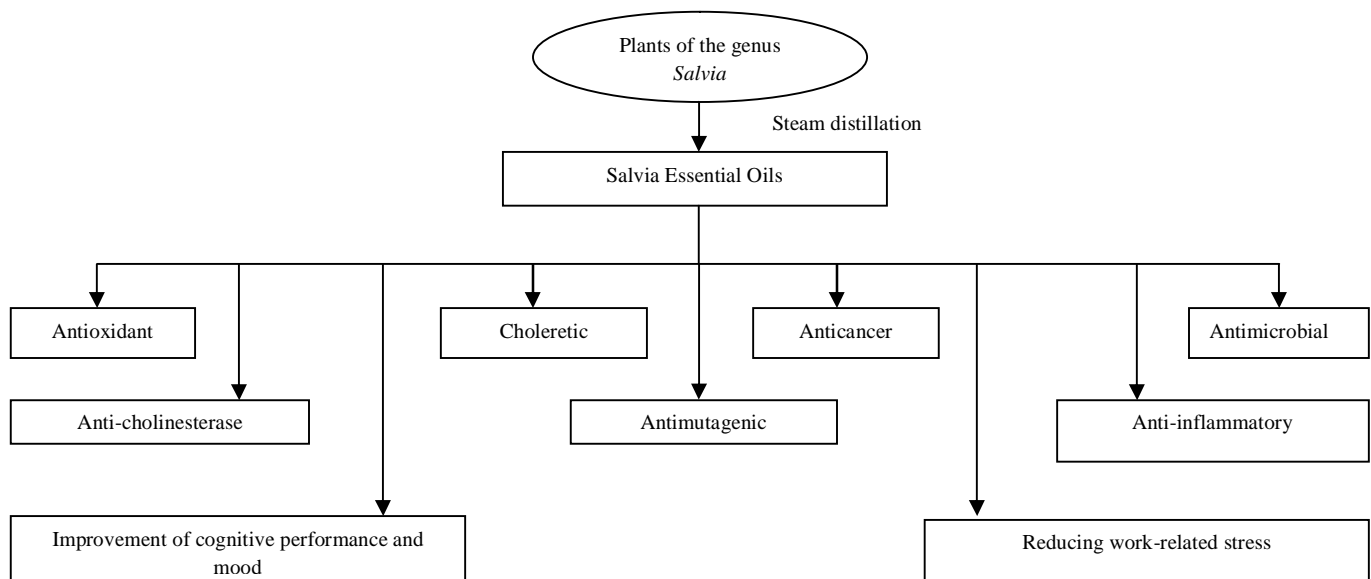 Plants of the genus
Salvia
Steam distillation
Salvia Essential Oils
Antioxidant
Choleretic
Anticancer
Antimicrobial
Anti-cholinesterase
Antimutagenic
Anti-inflammatory
Improvement of cognitive performance and
mood
Reducing work-related stress